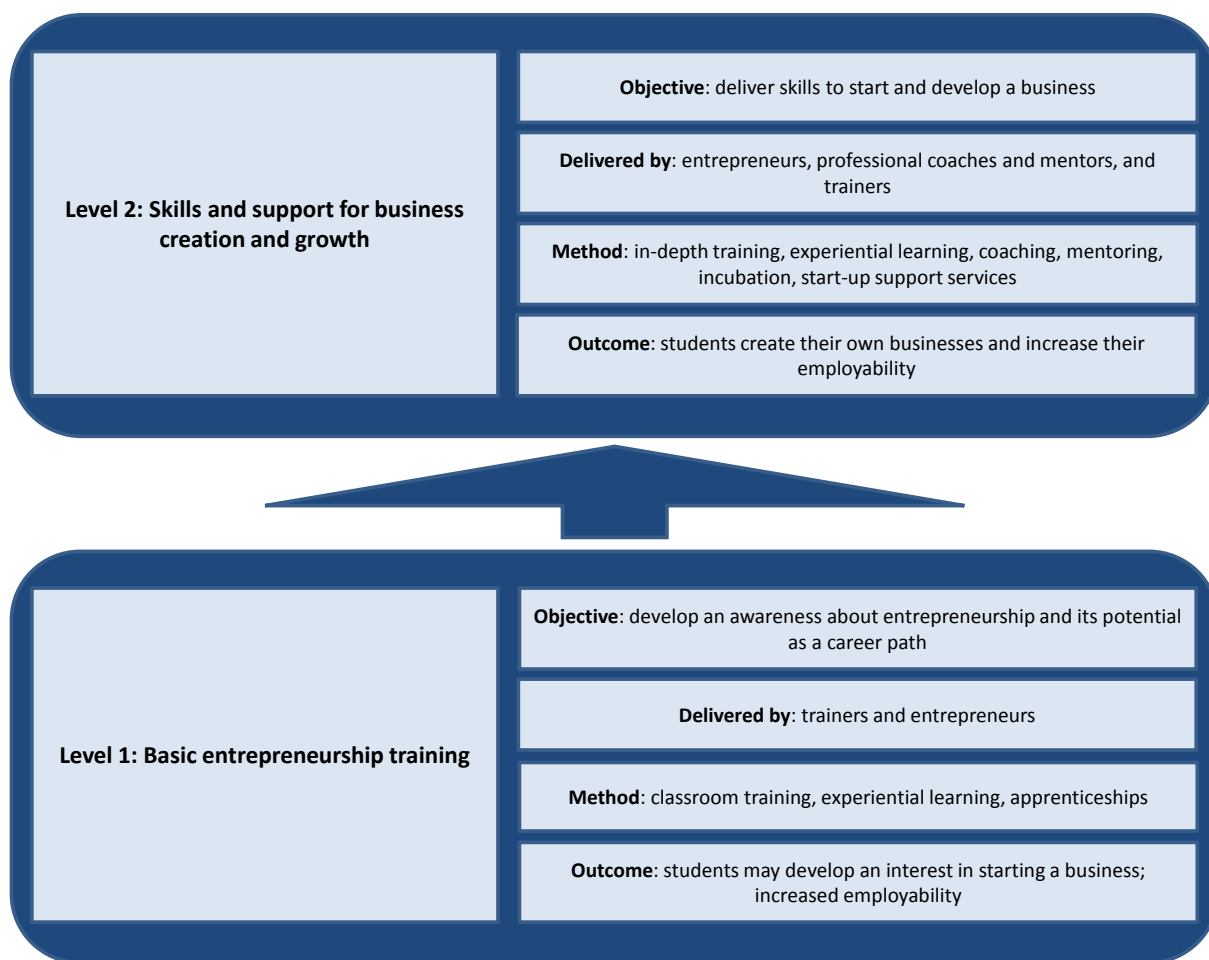 Level 2: Skills and support for business
creation and growth
Objective: deliver skills to start and develop a business
Delivered by: entrepreneurs, professional coaches and mentors, and
trainers
Method: in-depth training, experiential learning, coaching, mentoring,
incubation, start-up support services
Outcome: students create their own businesses and increase their
employability
Level 1: Basic entrepreneurship training
Objective: develop an awareness about entrepreneurship and its potential
as a career path
Delivered by: trainers and entrepreneurs
Method: classroom training, experiential learning, apprenticeships
Outcome: students may develop an interest in starting a business;
increased employability